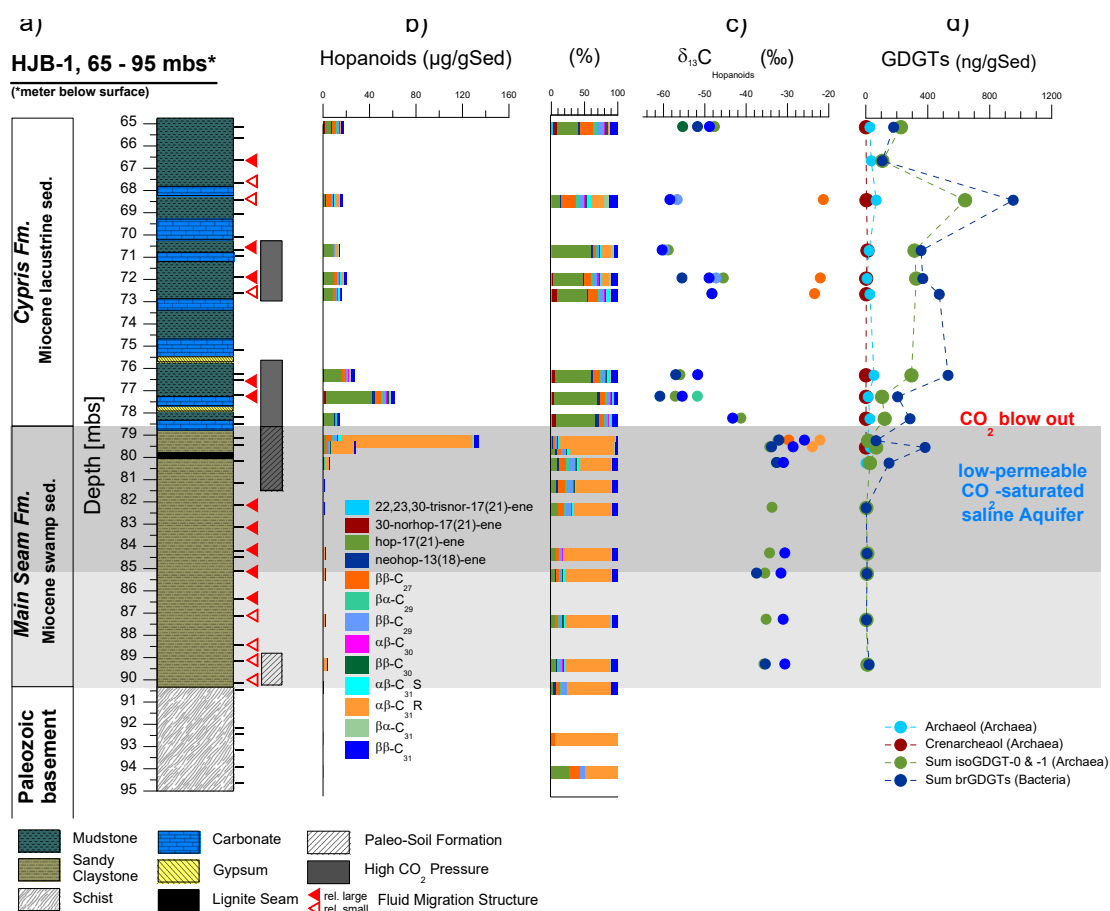 a)
b)
c)
d)
HJB-1, 65 - 95 mbs*
(*meter below surface)
Hopanoids (µg/gSed)
(%)
δ13C Hopanoids (‰)
GDGTs (ng/gSed)
0 40 80 120 160
0 50 100
-60 -50 -40 -30 -20
0 400 800 1200
Cypris Fm.
Miocene lacustrine sed.
Main Seam Fm.
Miocene swamp sed.
Paleozoic
basement
Depth [mbs]
65
66
67
68
69
70
71
72
73
74
75
76
77
78
79
80
81
82
83
84
85
86
87
88
89
90
91
92
93
94
95
CO2 blow out
low-permeable
CO2-saturated
saline Aquifer
22,23,30-trisnor-17(21)-ene
30-norhop-17(21)-ene
hop-17(21)-ene
neohop-13(18)-ene
ββ-C27
βα-C29
ββ-C29
αβ-C30
ββ-C30
αβ-C31S
αβ-C31R
βα-C31
ββ-C31
Archaeol (Archaea)
Crenarcheaol (Archaea)
Sum isoGDGT-0 & -1 (Archaea)
Sum brGDGTs (Bacteria)
Mudstone
Sandy
Claystone
Schist
Carbonate
Gypsum
Lignite Seam
Paleo-Soil Formation
High CO2 Pressure
rel. large
rel. small
Fluid Migration Structure